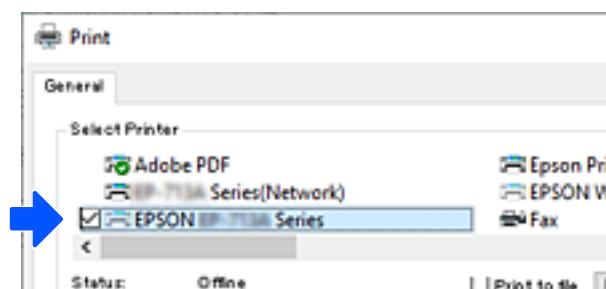 Print
General
Select Printer
Adobe PDF
Series(Network)
EPSON Series
Epson Pri
EPSON W
Fax
Status: Offline
Print to file